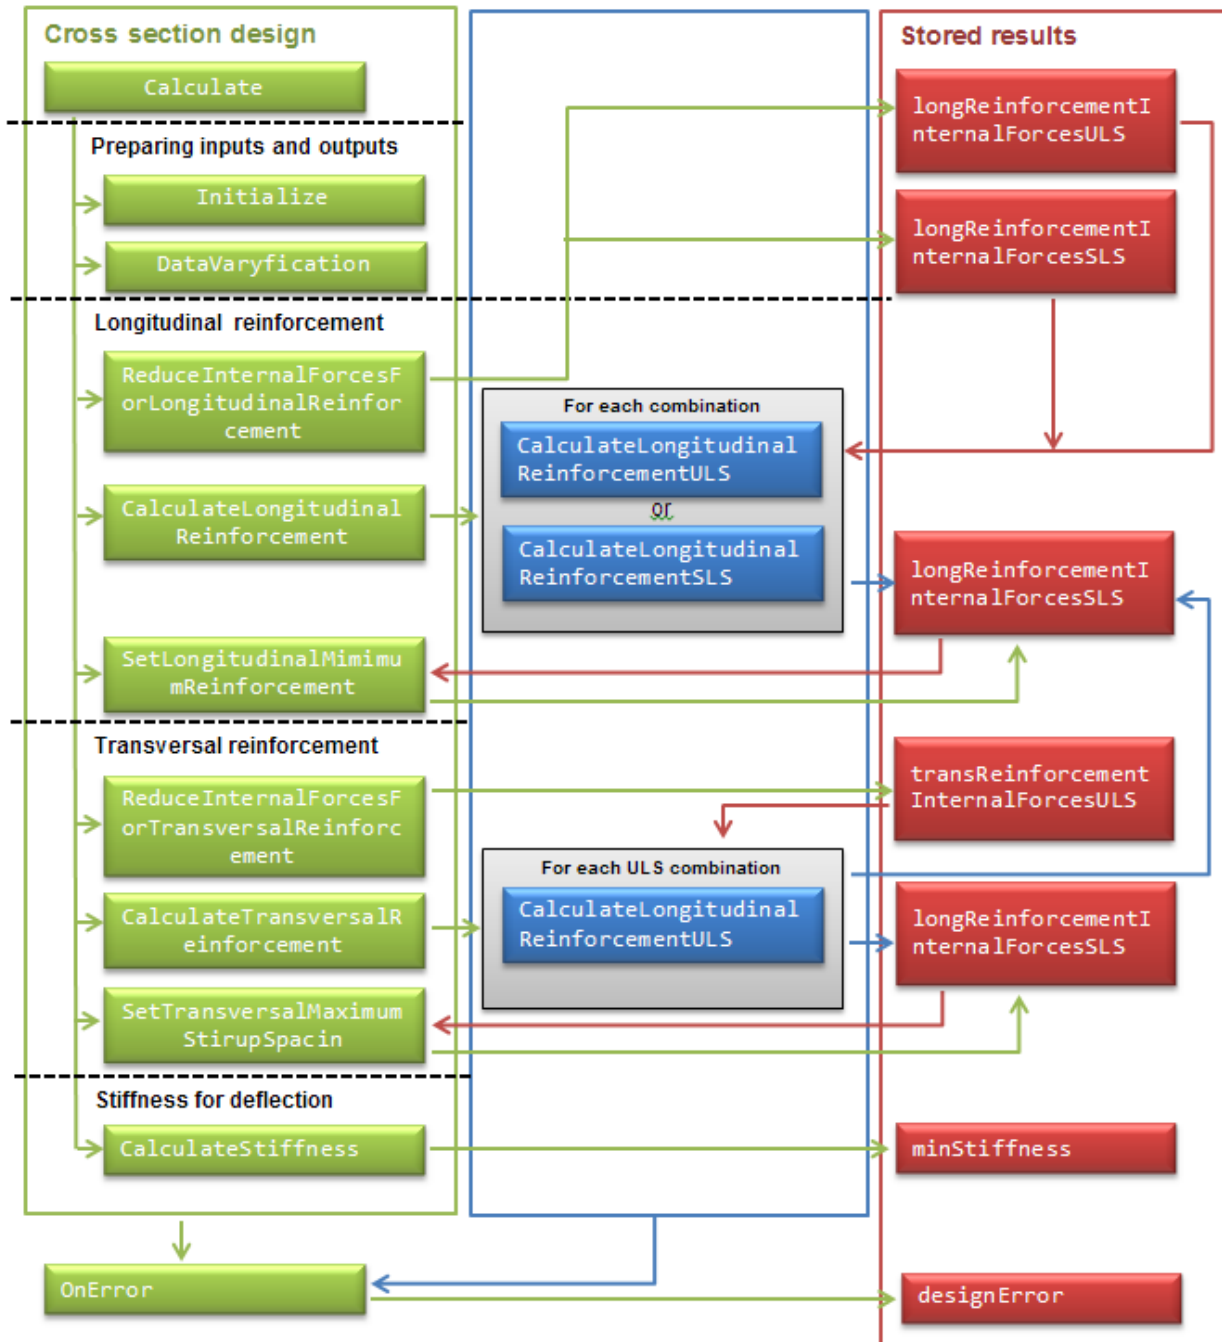 Cross section design
Calculate
Preparing inputs and outputs
Initialize
DataVaryfication
Longitudinal reinforcement
ReduceInternalForcesF
orLongitudinalReinfor
cement
CalculateLongitudinal
Reinforcement
SetLongitudinalMimimu
mReinforcement
Transversal reinforcement
ReduceInternalForcesF
orTransversalReinforc
ement
CalculateTransversalR
einforcement
SetTransversalMaximum
StirupSpacin
Stiffness for deflection
CalculateStiffness
OnError
For each combination
CalculateLongitudinal
ReinforcementULS
or
CalculateLongitudinal
ReinforcementSLS
For each ULS combination
CalculateLongitudinal
ReinforcementULS
Stored results
longReinforcementI
nternalForcesULS
longReinforcementI
nternalForcesSLS
longReinforcementI
nternalForcesSLS
transReinforcement
InternalForcesULS
longReinforcementI
nternalForcesSLS
minStiffness
designError